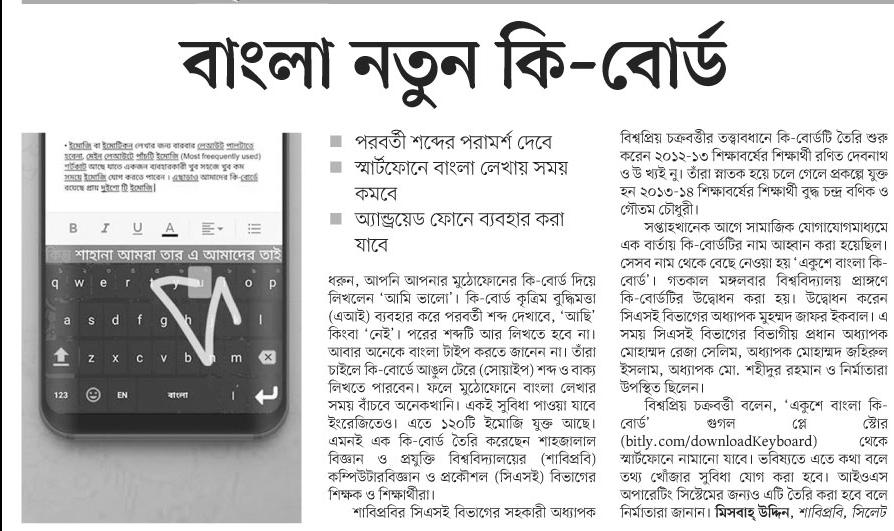 বাংলা নতুন কি-বোর্ড
• ইমোজি বা ইমোটিকন লেখার জন্য বারবার লেআউট পালটাতে
হবেনা, মেইন লেআউটে পাঁচটি ইমোজি (Most freequently used)
শর্টকাট আছে যাতে একজন ব্যবহারকারী খুব সহজে খুব কম
সময়ে ইমোজি যোগ করতে পারেন । এছাড়াও আমাদের কি-বোর্ডে
রয়েছে প্রায় দুইশো টি ইমোজি|
B I U A
কিন্তু শাহানা আমরা তার এ আমাদের তাই
q w e r t y u o p
a s d f g h l
z x c v b n m
123 EN বাংলা
পরবর্তী শব্দের পরামর্শ দেবে
স্মার্টফোনে বাংলা লেখায় সময়
কমবে
অ্যান্ড্রয়েড ফোনে ব্যবহার করা
যাবে
ধরুন, আপনি আপনার মুঠোফোনের কি-বোর্ড দিয়ে
লিখলেন ‘আমি ভালো’। কি-বোর্ড কৃত্রিম বুদ্ধিমত্তা
(এআই) ব্যবহার করে পরবর্তী শব্দ দেখাবে, ‘আছি’
কিংবা ‘নেই’। পরের শব্দটি আর লিখতে হবে না।
আবার অনেকে বাংলা টাইপ করতে জানেন না। তাঁরা
চাইলে কি-বোর্ডে আঙুল টেরে (সোয়াইপ) শব্দ ও বাক্য
লিখতে পারবেন। ফলে মুঠোফোনে বাংলা লেখার
সময় বাঁচবে অনেকখানি। একই সুবিধা পাওয়া যাবে
ইংরেজিতেও। এতে ১২০টি ইমোজি যুক্ত আছে।
এমনই এক কি-বোর্ড তৈরি করেছেন শাহজালাল
বিজ্ঞান ও প্রযুক্তি বিশ্ববিদ্যালয়ের (শাবিপ্রবি)
কম্পিউটারবিজ্ঞান ও প্রকৌশল (সিএসই) বিভাগের
শিক্ষক ও শিক্ষার্থীরা।
শাবিপ্রবির সিএসই বিভাগের সহকারী অধ্যাপক
বিশ্বপ্রিয় চক্রবর্ত্তীর তত্ত্বাবধানে কি-বোর্ডটি তৈরি শুরু
করেন ২০১২-১৩ শিক্ষাবর্ষের শিক্ষার্থী রণিত দেবনাথ
ও উ খ্যই নু। তাঁরা স্নাতক হয়ে চলে গেলে প্রকল্পে যুক্ত
হন ২০১৩-১৪ শিক্ষাবর্ষের শিক্ষার্থী বুদ্ধ চন্দ্র বণিক ও
গৌতম চৌধুরী।
সপ্তাহখানেক আগে সামাজিক যোগাযোগমাধ্যমে
এক বার্তায় কি-বোর্ডটির নাম আহ্বান করা হয়েছিল।
সেসব নাম থেকে বেছে নেওয়া হয় ‘একুশে বাংলা কি-
বোর্ড’। গতকাল মঙ্গলবার বিশ্ববিদ্যালয় প্রাঙ্গণে
কি-বোর্ডটির উদ্বোধন করা হয়। উদ্বোধন করেন
সিএসই বিভাগের অধ্যাপক মুহম্মদ জাফর ইকবাল। এ
সময় সিএসই বিভাগের বিভাগীয় প্রধান অধ্যাপক
মোহাম্মদ রেজা সেলিম, অধ্যাপক মোহাম্মদ জহিরুল
ইসলাম, অধ্যাপক মো. শহীদুর রহমান ও নির্মাতারা
উপস্থিত ছিলেন।
বিশ্বপ্রিয় চক্রবর্ত্তী বলেন, ‘একুশে বাংলা কি-
বোর্ড’ গুগল প্লে স্টোর
(bitly.com/downloadKeyboard) থেকে
স্মার্টফোনে নামানো যাবে। ভবিষ্যতে এতে কথা বলে
তথ্য খোঁজার সুবিধা যোগ করা হবে। আইওএস
অপারেটিং সিস্টেমের জন্যও এটি তৈরি করা হবে বলে
নির্মাতারা জানান। মিসবাহ্ উদ্দিন, শাবিপ্রবি, সিলেট